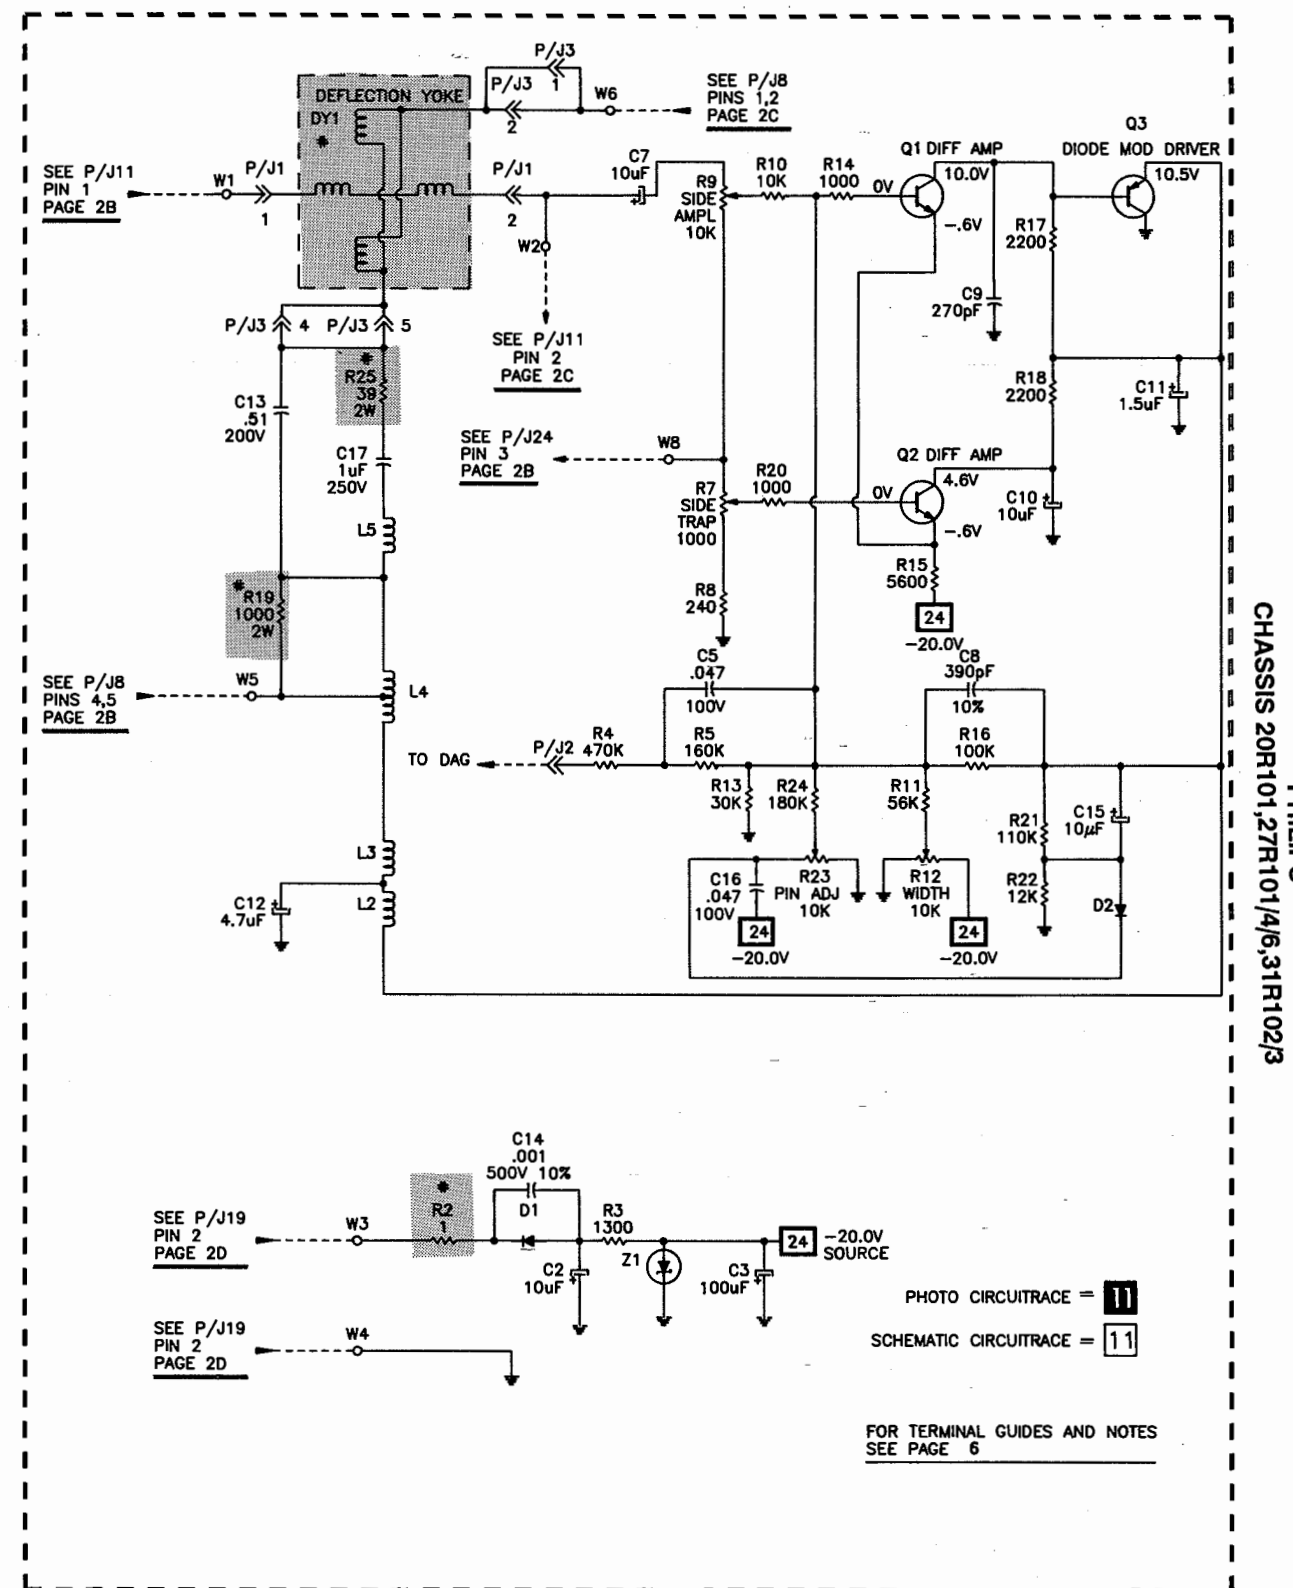 P/J3
P/J3
1
W6
2
SEE P/J8
PINS 1,2
PAGE 2C
DEFLECTION YOKE
DY1
*
SEE P/J11
PIN 1
PAGE 2B
W1
P/J1
1
P/J1
2
W2
SEE P/J11
PIN 2
PAGE 2C
C7
10uF
R9
SIDE
AMPL
10K
R10
10K
R14
1000
0V
Q1 DIFF AMP
10.0V
-.6V
Q3
DIODE MOD DRIVER
10.5V
R17
2200
C9
270pF
P/J3 4
P/J3 5
*
R25
39
2W
C13
.51
200V
C17
1uF
250V
L5
SEE P/J24
PIN 3
PAGE 2B
W8
R7
SIDE
TRAP
1000
R20
1000
0V
Q2 DIFF AMP
4.6V
-.6V
R18
2200
C11
1.5uF
C10
10uF
R15
5600
24
-20.0V
R8
240
*
R19
1000
2W
SEE P/J8
PINS 4,5
PAGE 2B
W5
L4
C5
.047
100V
C8
390pF
10%
TO DAG
P/J2
R4
470K
R5
160K
R16
100K
R13
30K
R24
180K
R11
56K
R21
110K
C15
10μF
L3
L2
C12
4.7uF
C16
.047
100V
24
-20.0V
R23
PIN ADJ
10K
R12
WIDTH
10K
24
-20.0V
R22
12K
D2
CHASSIS 20R101,27R101/4/6,31R102/3
C14
.001
500V 10%
D1
SEE P/J19
PIN 2
PAGE 2D
W3
*
R2
1
R3
1300
C2
10uF
Z1
C3
100uF
24
-20.0V
SOURCE
SEE P/J19
PIN 2
PAGE 2D
W4
PHOTO CIRCUITRACE = 11
SCHEMATIC CIRCUITRACE = 11
FOR TERMINAL GUIDES AND NOTES
SEE PAGE 6